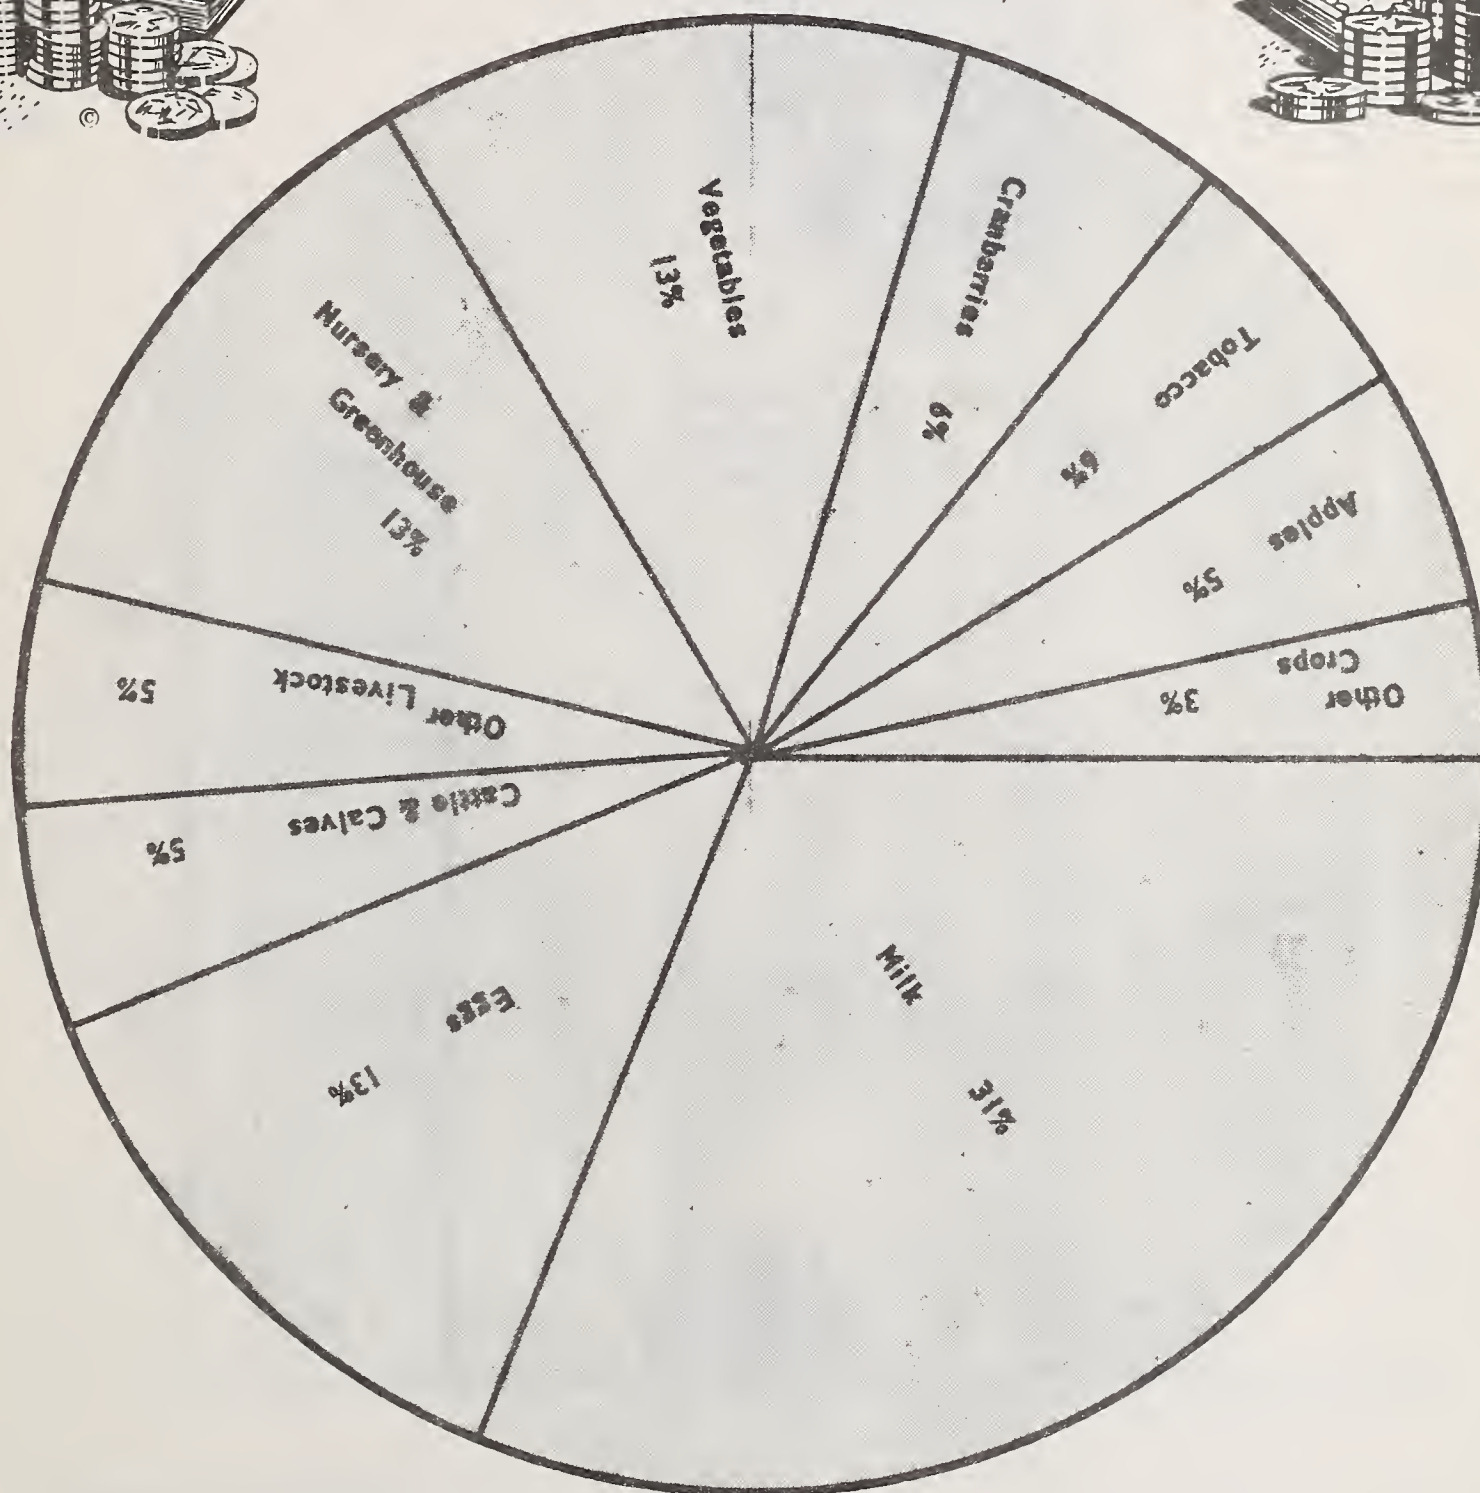 ©
Vegetables
13%
Cranberries
6%
Tobacco
6%
Apples
5%
Other
Crops
3%
Milk
31%
Eggs
13%
Cattle & Calves
5%
Other Livestock
5%
Nursery &
Greenhouse
13%